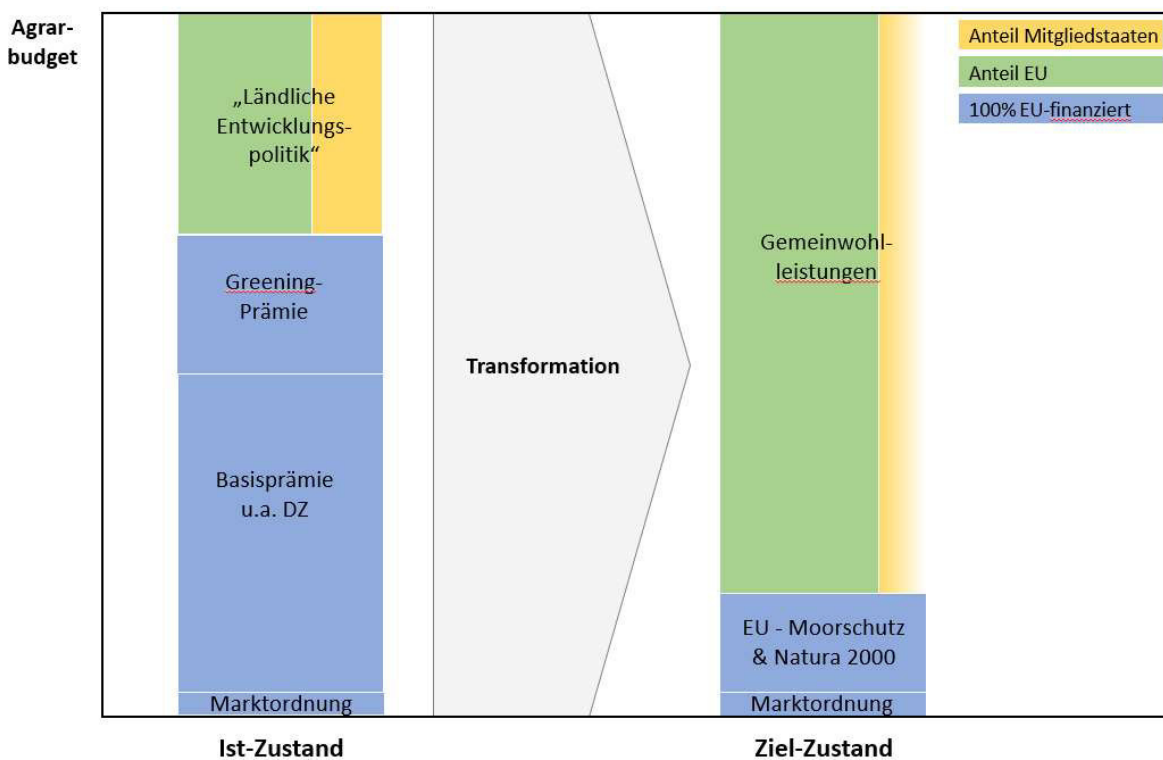 Agrar-
budget
„Ländliche
Entwicklungs-
politik“
Greening-
Prämie
Basisprämie
u.a. DZ
Marktordnung
Ist-Zustand
Transformation
Gemeinwohl-
leistungen
EU - Moorschutz
& Natura 2000
Marktordnung
Ziel-Zustand
Anteil Mitgliedstaaten
Anteil EU
100% EU-finanziert